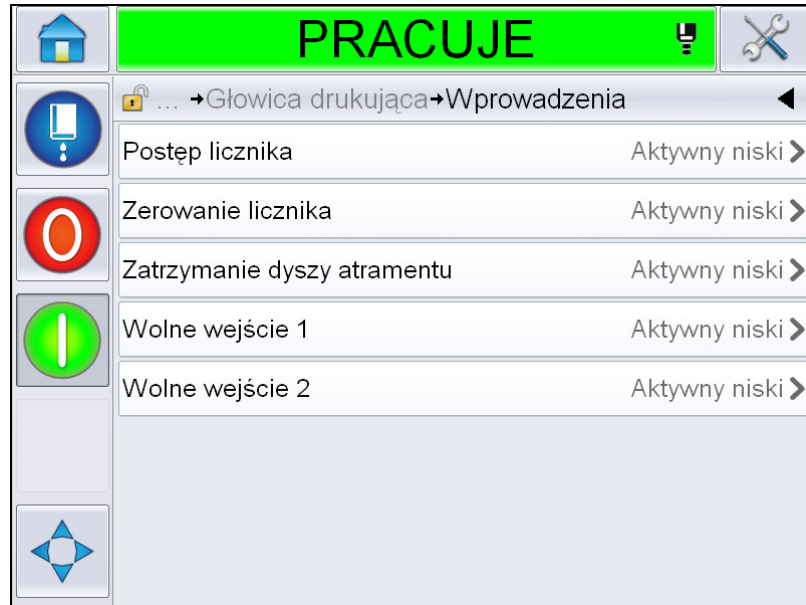 PRACUJE
... →Głowica drukująca→Wprowadzenia
Postęp licznika Aktywny niski
Zerowanie licznika Aktywny niski
Zatrzymanie dyszy atramentu Aktywny niski
Wolne wejście 1 Aktywny niski
Wolne wejście 2 Aktywny niski